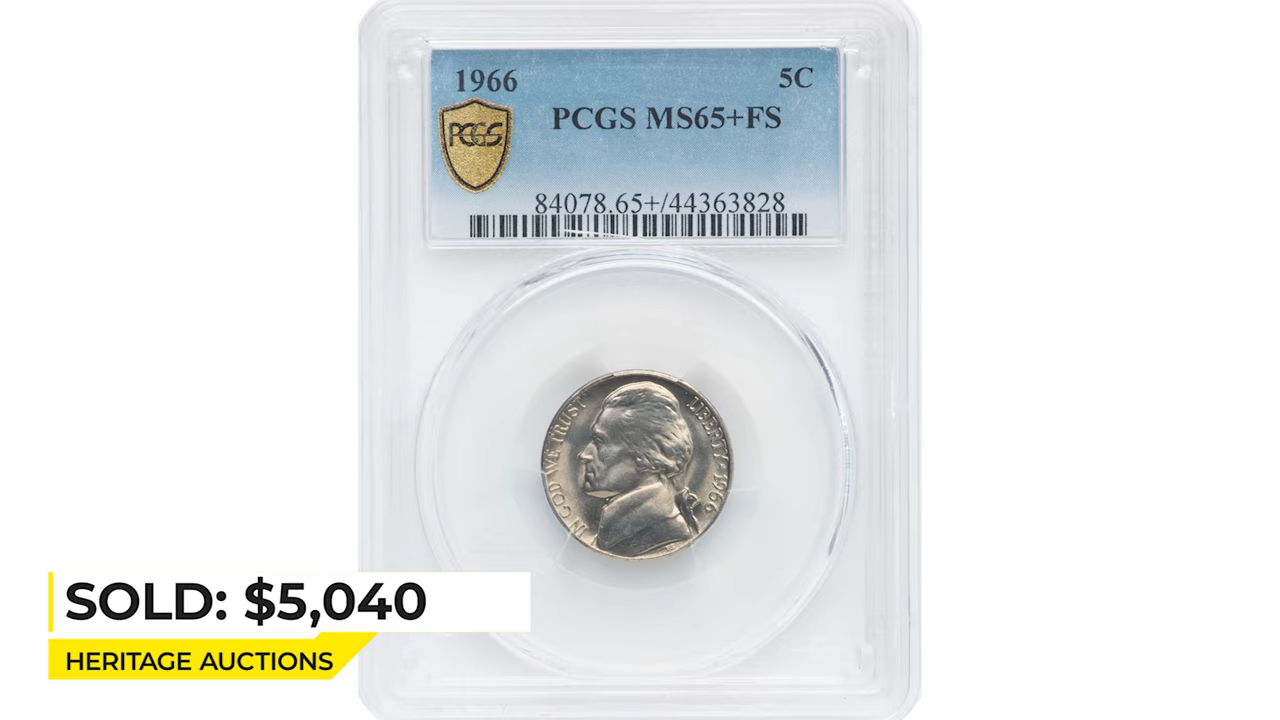 1966 5C
PCGS PCGS MS65+FS
84078.65+/44363828
IN GOD WE TRUST LIBERTY 1966
SOLD: $5,040
HERITAGE AUCTIONS